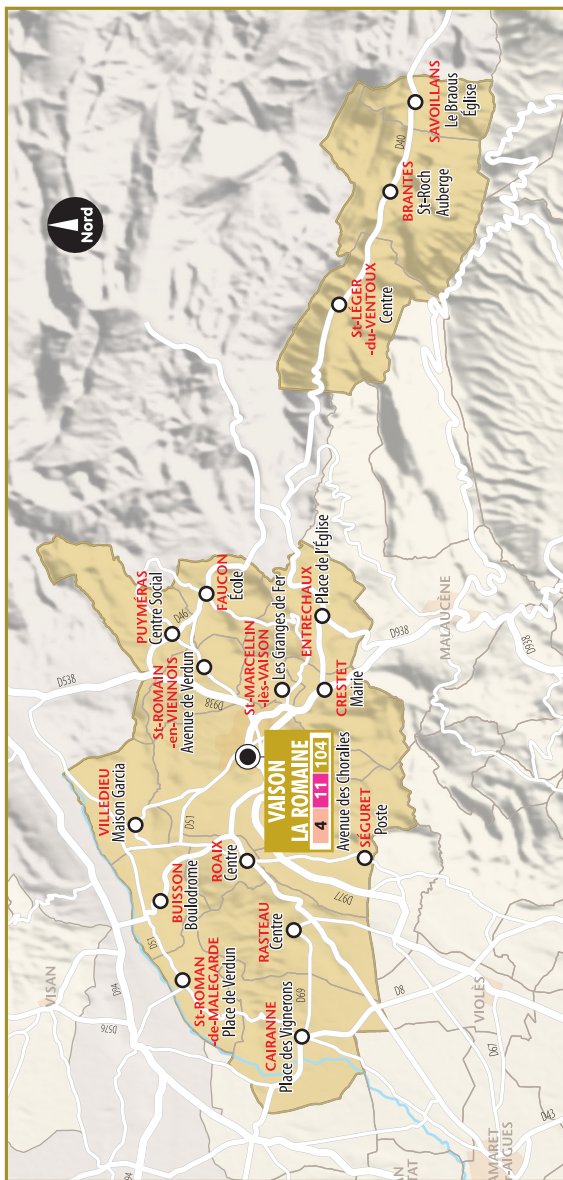 Nord
SAVOILLANS
Le Braous
Église
D40
BRANTES
St-Roch
Auberge
St-LÉGER
-du-VENTOUX
Centre
PUYMÉRAS
Centre Social
D46
FAUCON
École
D538
St-ROMAIN
-en-VIENNOIS
Avenue de Verdun
D938
St-MARCELLIN
-lès-VAISON
Les Granges de Fer
ENTRECHAUX
Place de l'Église
CRESTET
Mairie
D938
MALAUCÈNE
D938
VILLEDIEU
Maison Garcia
D51
VAISON
LA ROMAINE
4 11 104
Avenue des Choralies
BUISSON
Boulodrome
ROAIX
Centre
SÉGURET
Poste
D977
D51
St-ROMAN
-de-MALEGARDE
Place de Verdun
RASTEAU
Centre
D69
CAIRANNE
Place des Vignerons
D8
VISAN
D94
D576
VIOLÈS
D67
D43